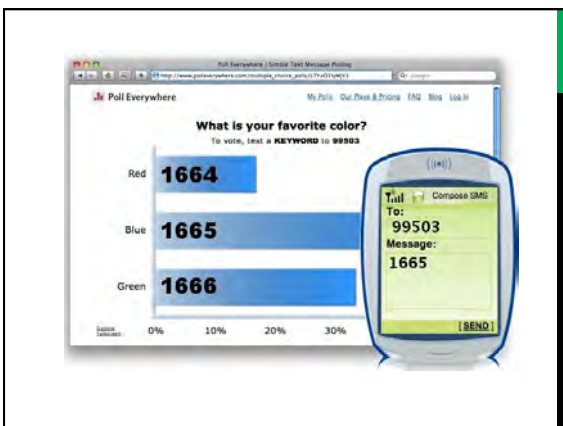 Poll Everywhere | Simple Text Message Polling
Google
Poll Everywhere
My Polls Our Plans & Pricing FAQ Blog Log In
What is your favorite color?
To vote, text a KEYWORD to 99503
Red 1664
Blue 1665
Green 1666
0% 10% 20% 30%
Compose SMS
To:
99503
Message:
1665
[SEND]